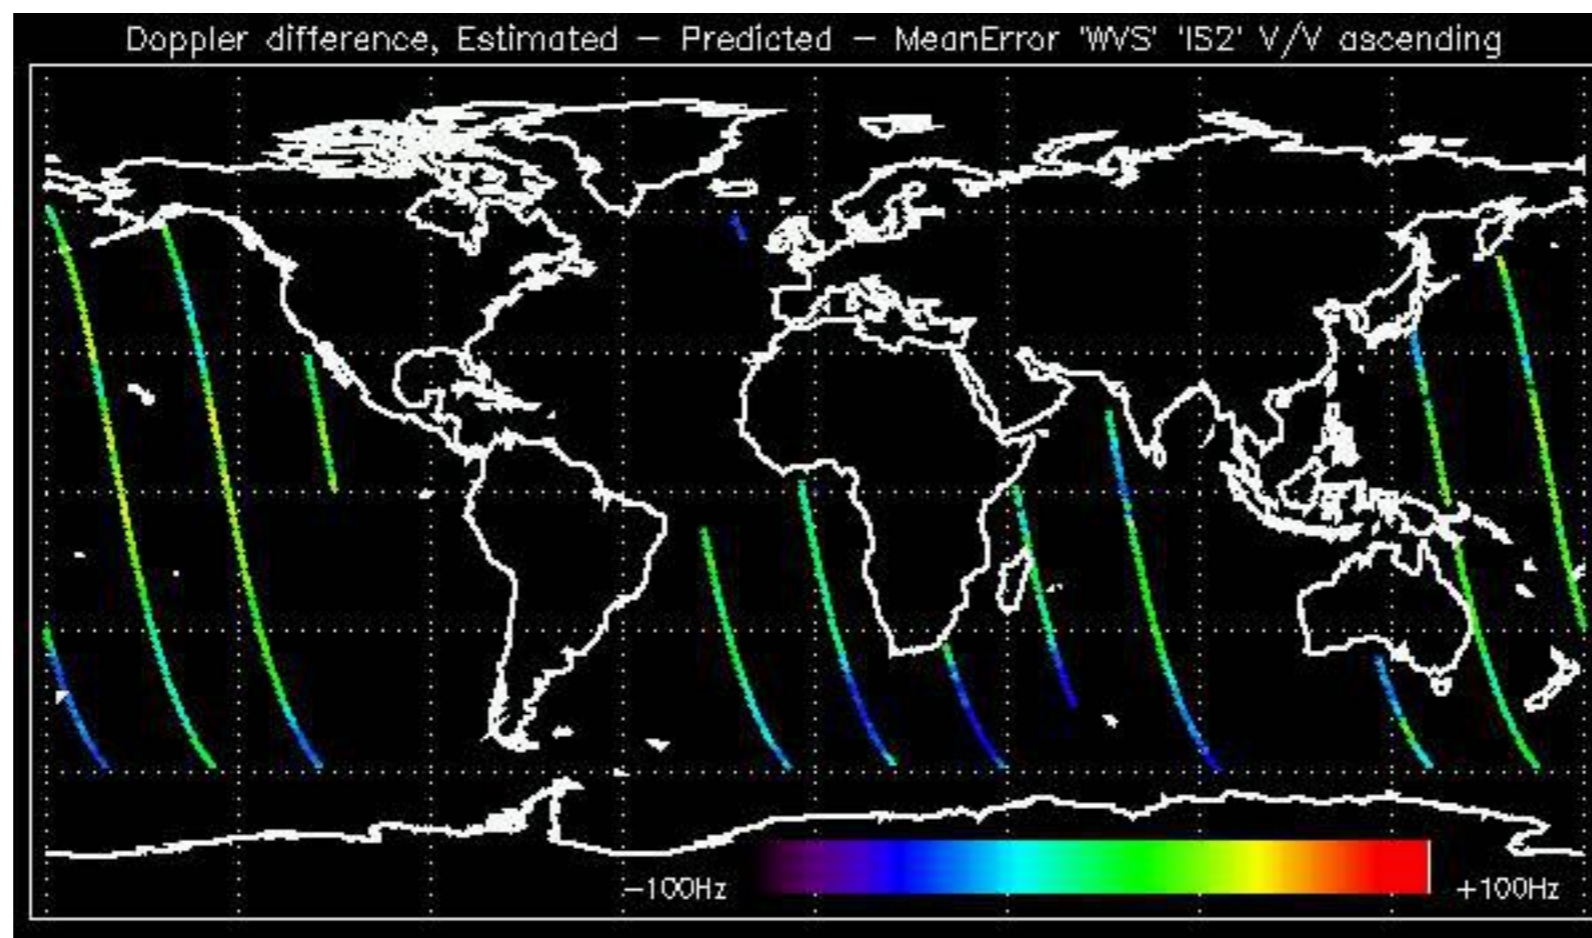 Doppler difference, Estimated – Predicted – MeanError 'WVS' 'IS2' V/V ascending
–100Hz +100Hz